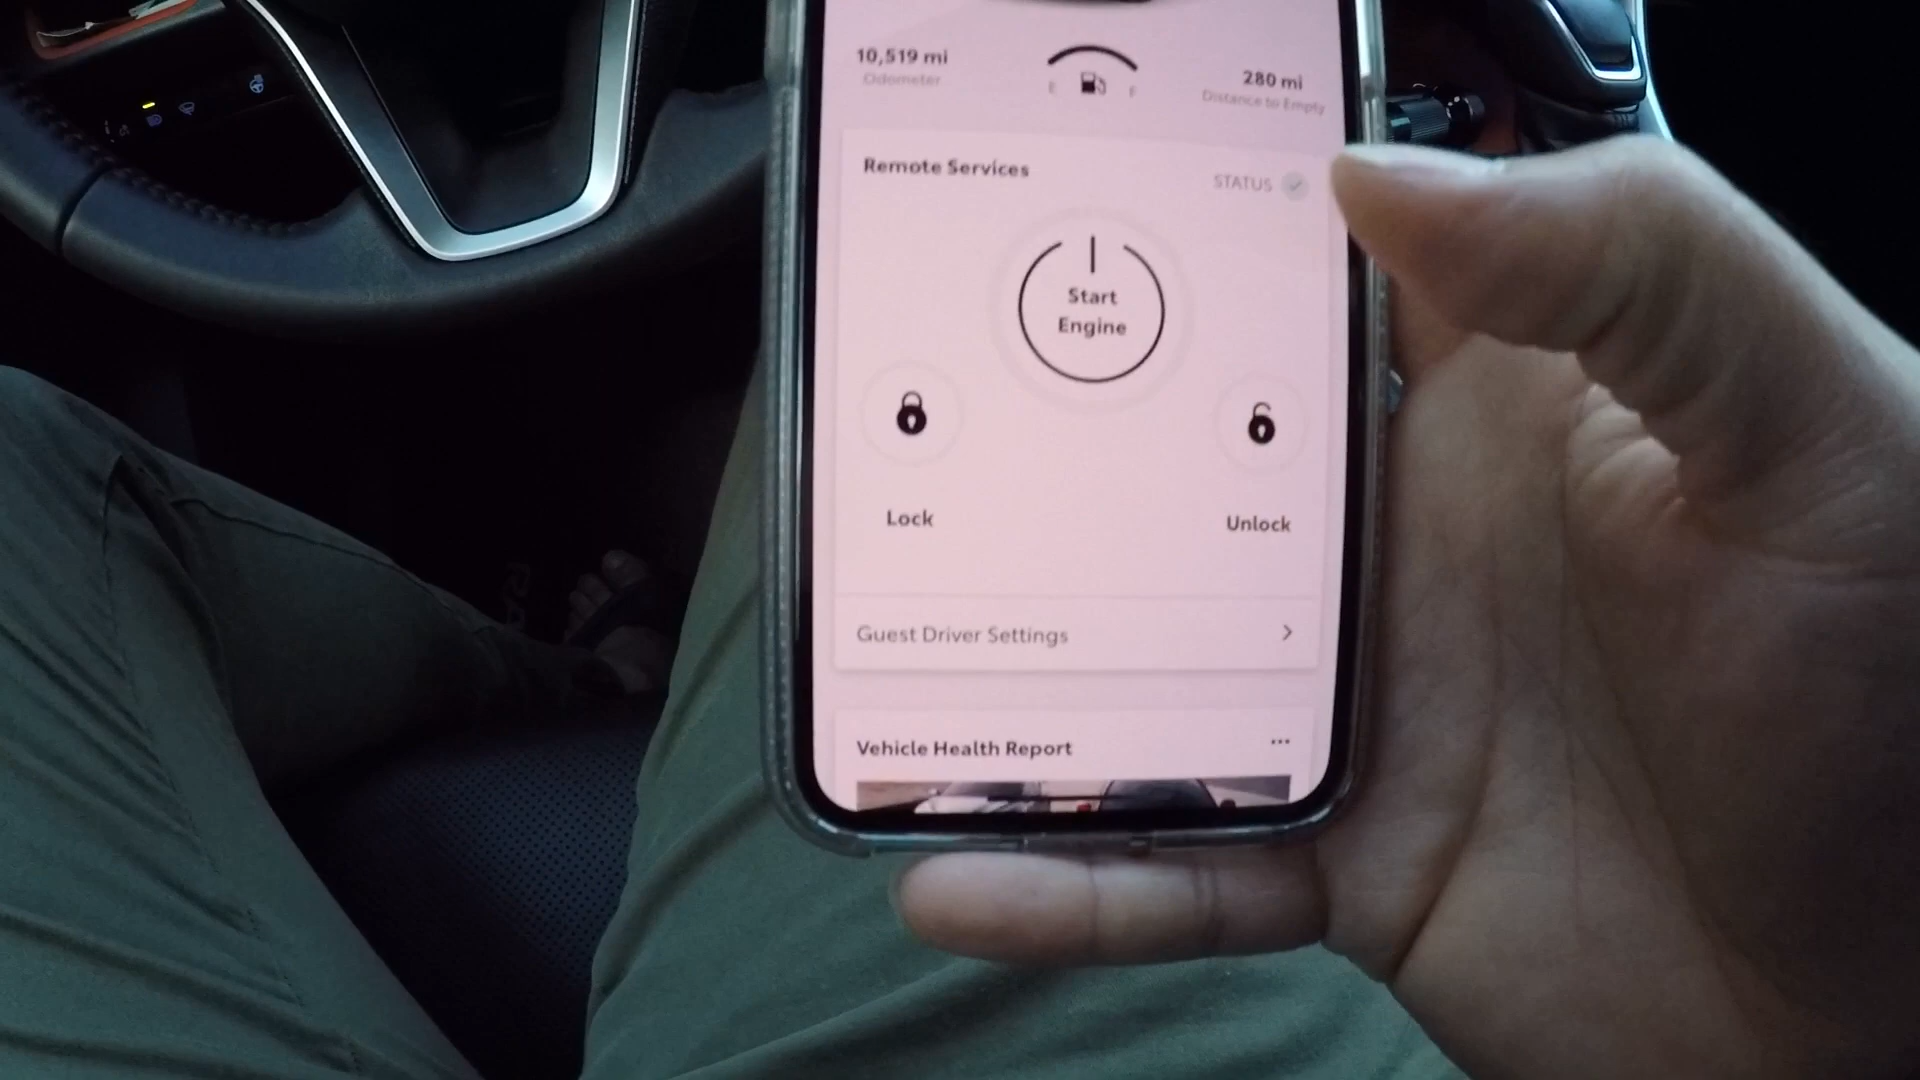 10,519 mi
Odometer
E
F
280 mi
Distance to Empty
Remote Services
STATUS
Start
Engine
Lock
Unlock
Guest Driver Settings
Vehicle Health Report